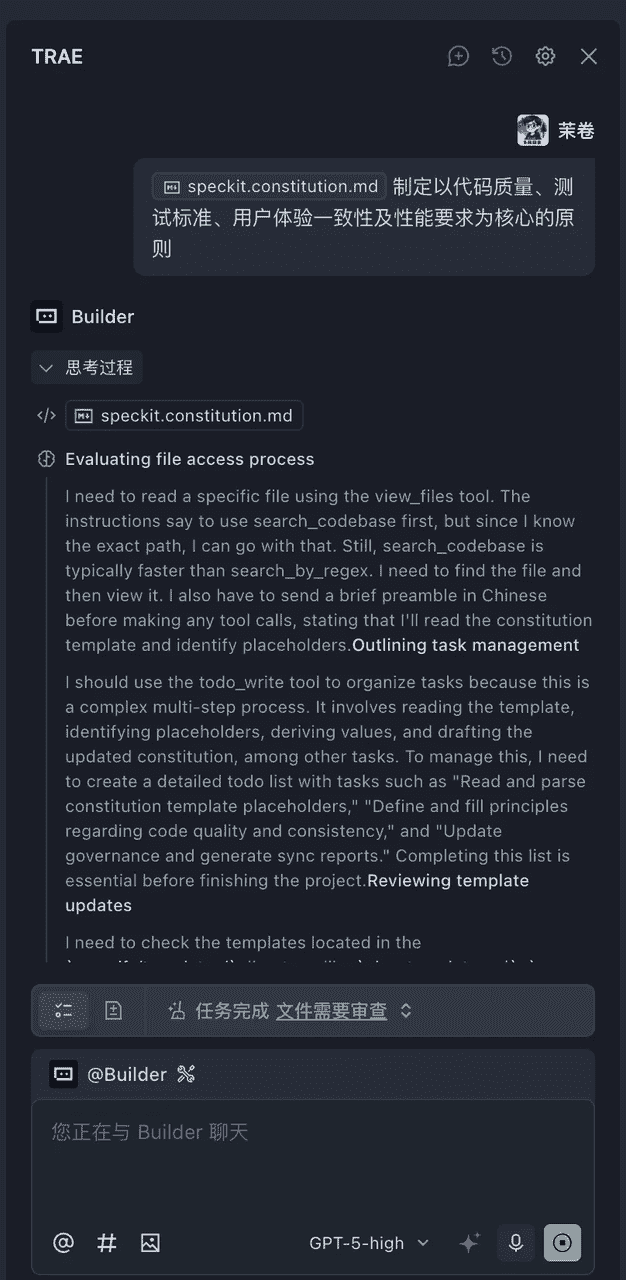 TRAE
茉卷
speckit.constitution.md 制定以代码质量、测
试标准、用户体验一致性及性能要求为核心的原
则
Builder
思考过程
speckit.constitution.md
Evaluating file access process
I need to read a specific file using the view_files tool. The
instructions say to use search_codebase first, but since I know
the exact path, I can go with that. Still, search_codebase is
typically faster than search_by_regex. I need to find the file and
then view it. I also have to send a brief preamble in Chinese
before making any tool calls, stating that I'll read the constitution
template and identify placeholders.Outlining task management
I should use the todo_write tool to organize tasks because this is
a complex multi-step process. It involves reading the template,
identifying placeholders, deriving values, and drafting the
updated constitution, among other tasks. To manage this, I need
to create a detailed todo list with tasks such as "Read and parse
constitution template placeholders," "Define and fill principles
regarding code quality and consistency," and "Update
governance and generate sync reports." Completing this list is
essential before finishing the project.Reviewing template
updates
I need to check the templates located in the
任务完成 文件需要审查
@Builder
您正在与 Builder 聊天
GPT-5-high